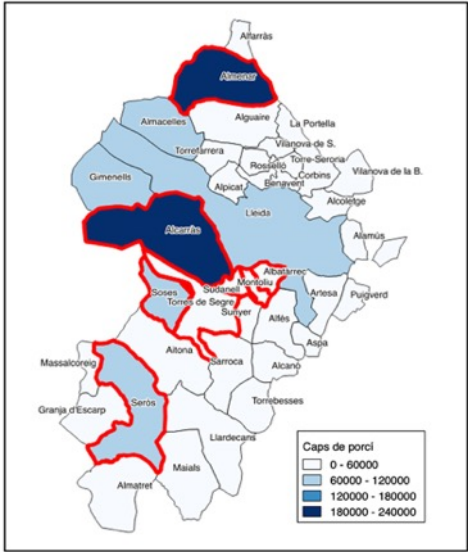 Alfarràs
Almenar
Almacelles
Alguaire
La Portella
Vilanova de S.
Torrefarrera
Rosselló
Torre-Serona
Benavent
Corbins
Vilanova de la B.
Gimenells
Alpicat
Alcoletge
Lleida
Alamús
Alcarràs
Albatàrrec
Montoliu
Soses
Sudanell
Artesa
Puigverd
Torres de Segre
Sunyer
Alfés
Aspa
Aitona
Massalcoreig
Sarroca
Alcanó
Granja d'Escarp
Seròs
Torrebesses
Llardecans
Maials
Almatret
Caps de porcí
0 - 60000
60000 - 120000
120000 - 180000
180000 - 240000